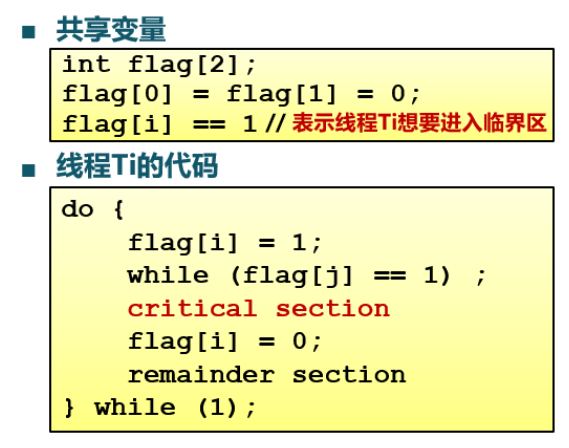 ■ 共享变量
int flag[2];
flag[0] = flag[1] = 0;
flag[i] == 1 // 表示线程Ti想要进入临界区
■ 线程Ti的代码
do {
flag[i] = 1;
while (flag[j] == 1) ;
critical section
flag[i] = 0;
remainder section
} while (1);